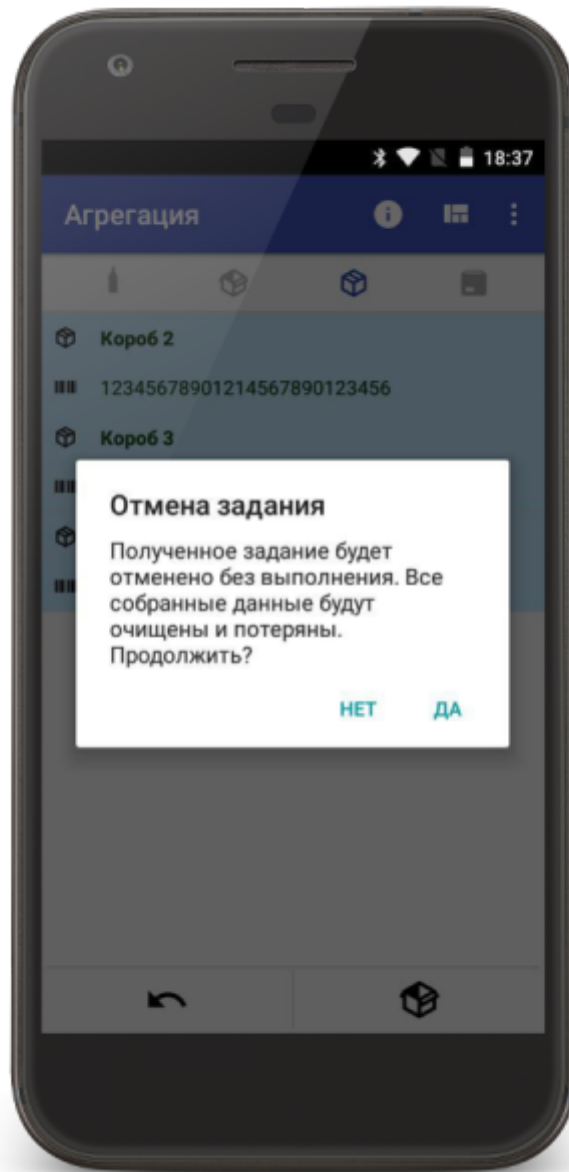 18:37
Агрегация
Короб 2
12345678901214567890123456
Короб 3
Отмена задания
Полученное задание будет
отменено без выполнения. Все
собранные данные будут
очищены и потеряны.
Продолжить?
НЕТ ДА